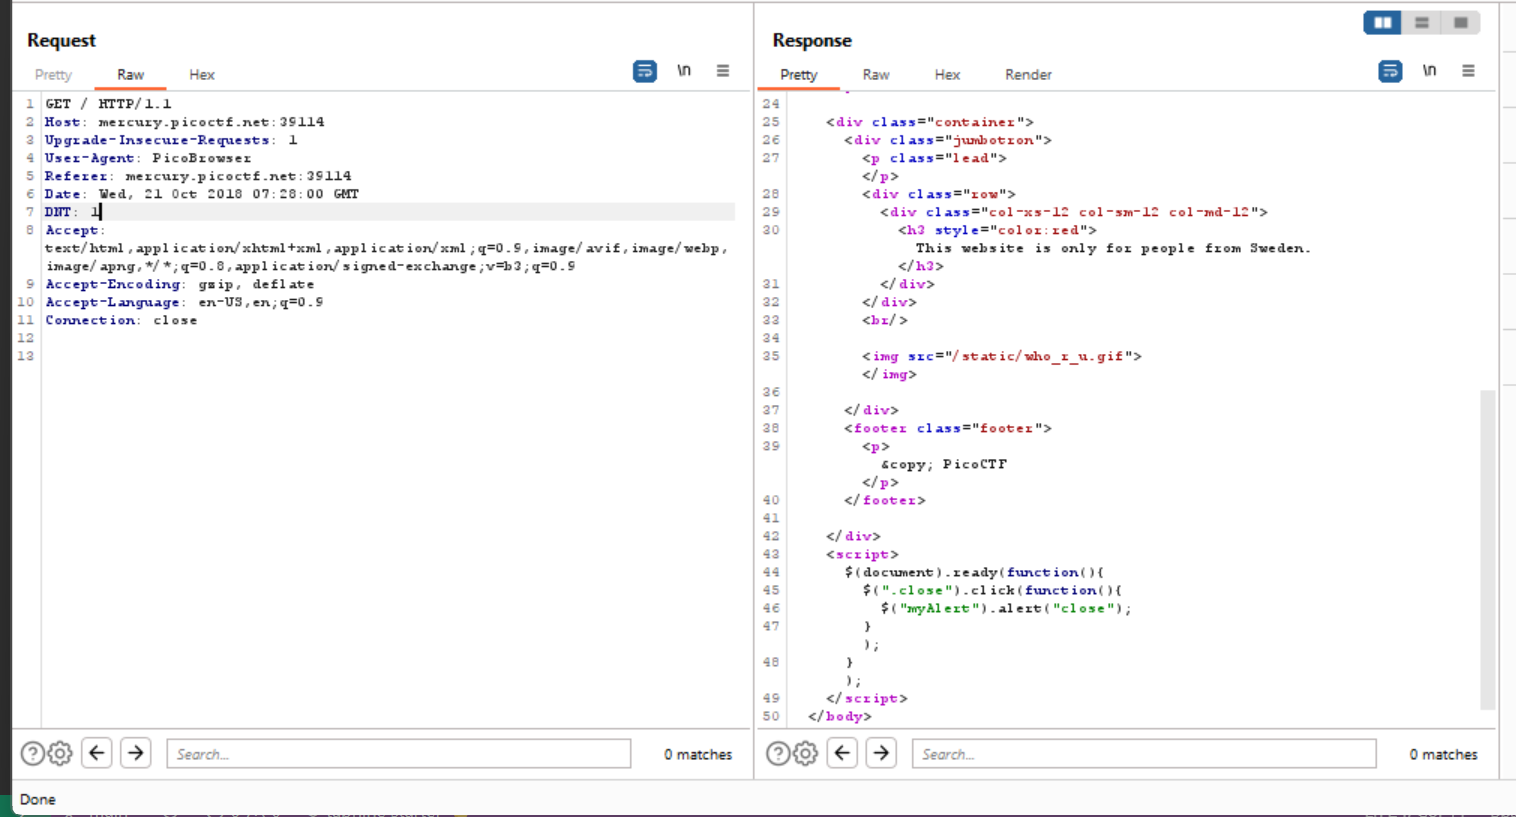 Request
Pretty Raw Hex \n
1 GET / HTTP/1.1
2 Host: mercury.picoctf.net:39114
3 Upgrade-Insecure-Requests: 1
4 User-Agent: PicoBrowser
5 Referer: mercury.picoctf.net:39114
6 Date: Wed, 21 Oct 2018 07:28:00 GMT
7 DNT: 1
8 Accept:
text/html,application/xhtml+xml,application/xml;q=0.9,image/avif,image/webp,
image/apng,*/*;q=0.8,application/signed-exchange;v=b3;q=0.9
9 Accept-Encoding: gzip, deflate
10 Accept-Language: en-US,en;q=0.9
11 Connection: close
12
13
Search... 0 matches
Response
Pretty Raw Hex Render \n
24
25 <div class="container">
26 <div class="jumbotron">
27 <p class="lead">
</p>
28 <div class="row">
29 <div class="col-xs-12 col-sm-12 col-md-12">
30 <h3 style="color:red">
This website is only for people from Sweden.
</h3>
31 </div>
32 </div>
33 <br/>
34
35 <img src="/static/who_r_u.gif">
</img>
36
37 </div>
38 <footer class="footer">
39 <p>
&copy; PicoCTF
</p>
40 </footer>
41
42 </div>
43 <script>
44 $(document).ready(function(){
45 $(".close").click(function(){
46 $("myAlert").alert("close");
47 }
);
48 }
);
49 </script>
50 </body>
Search... 0 matches
Done